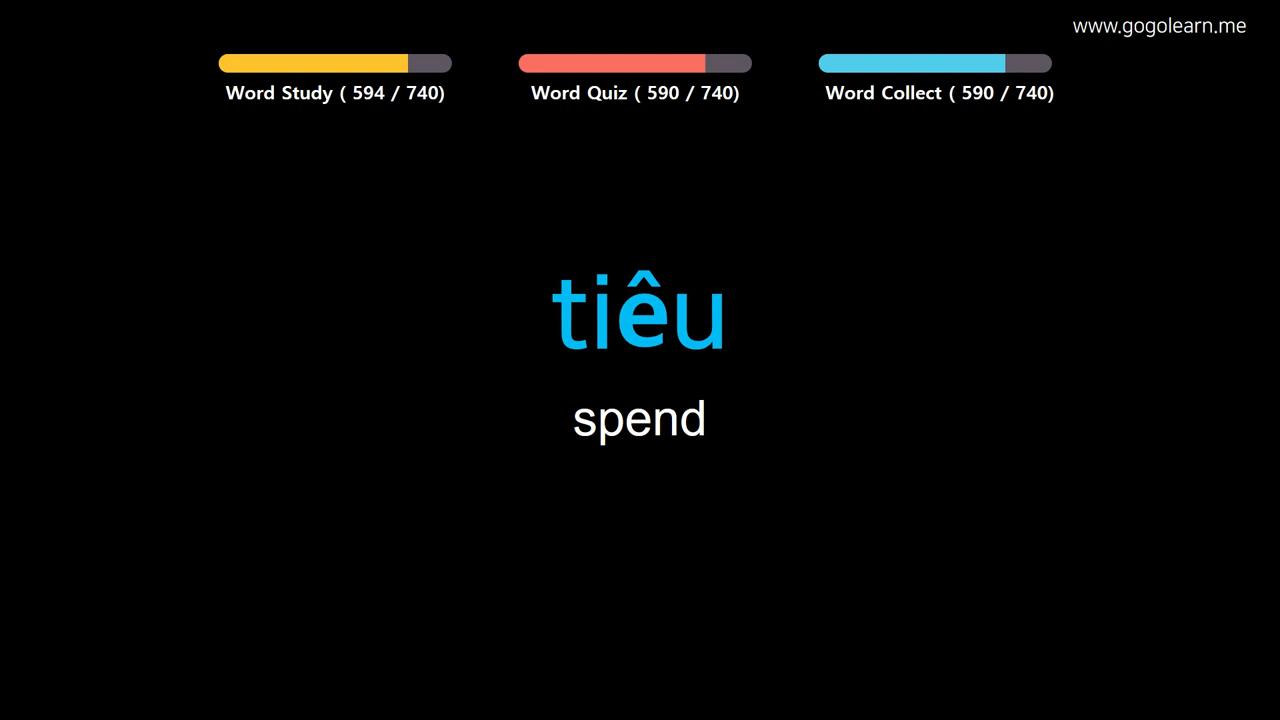 www.gogolearn.me
Word Study ( 594 / 740)
Word Quiz ( 590 / 740)
Word Collect ( 590 / 740)
tiêu
spend